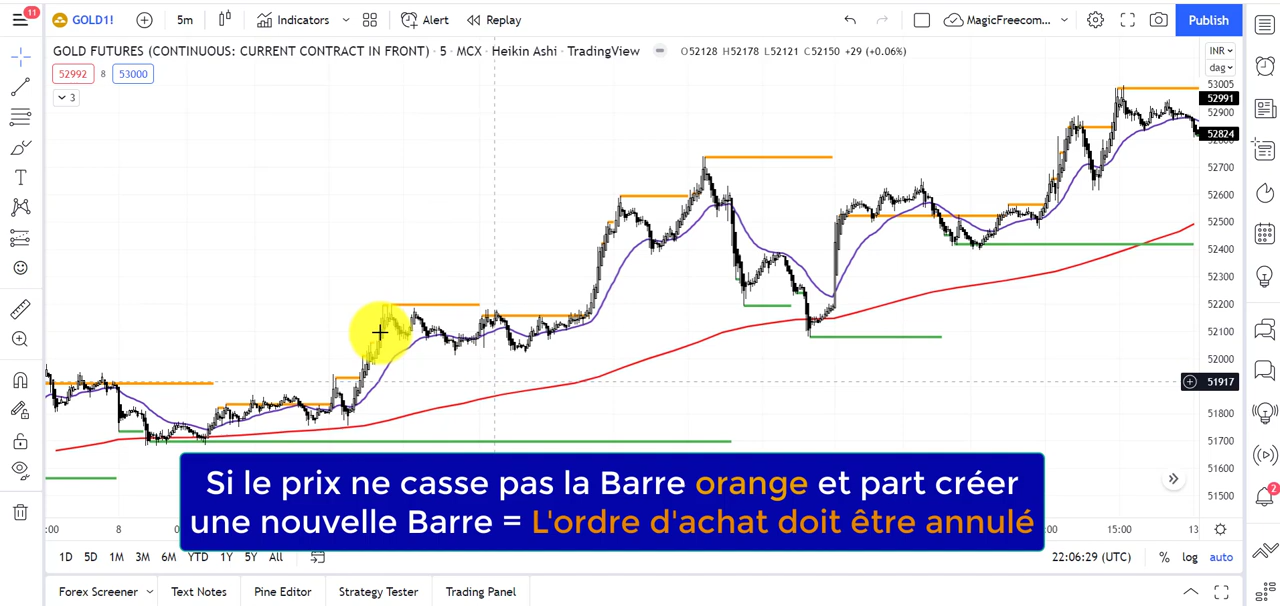 11
GOLD1!
5m
Indicators
Alert
Replay
MagicFreecom...
Publish
GOLD FUTURES (CONTINUOUS: CURRENT CONTRACT IN FRONT) · 5 · MCX · Heikin Ashi · TradingView
O52128 H52178 L52121 C52150 +29 (+0.06%)
INR
52992 8 53000
dag
3
53005
52991
52900
52824
52800
52700
52600
52500
52400
52300
52200
52100
52000
51917
51800
51700
51600
51500
Si le prix ne casse pas la Barre orange et part créer
une nouvelle Barre = L'ordre d'achat doit être annulé
2
:00 8 :00 15:00 13
1D 5D 1M 3M 6M YTD 1Y 5Y All
22:06:29 (UTC) % log auto
Forex Screener Text Notes Pine Editor Strategy Tester Trading Panel